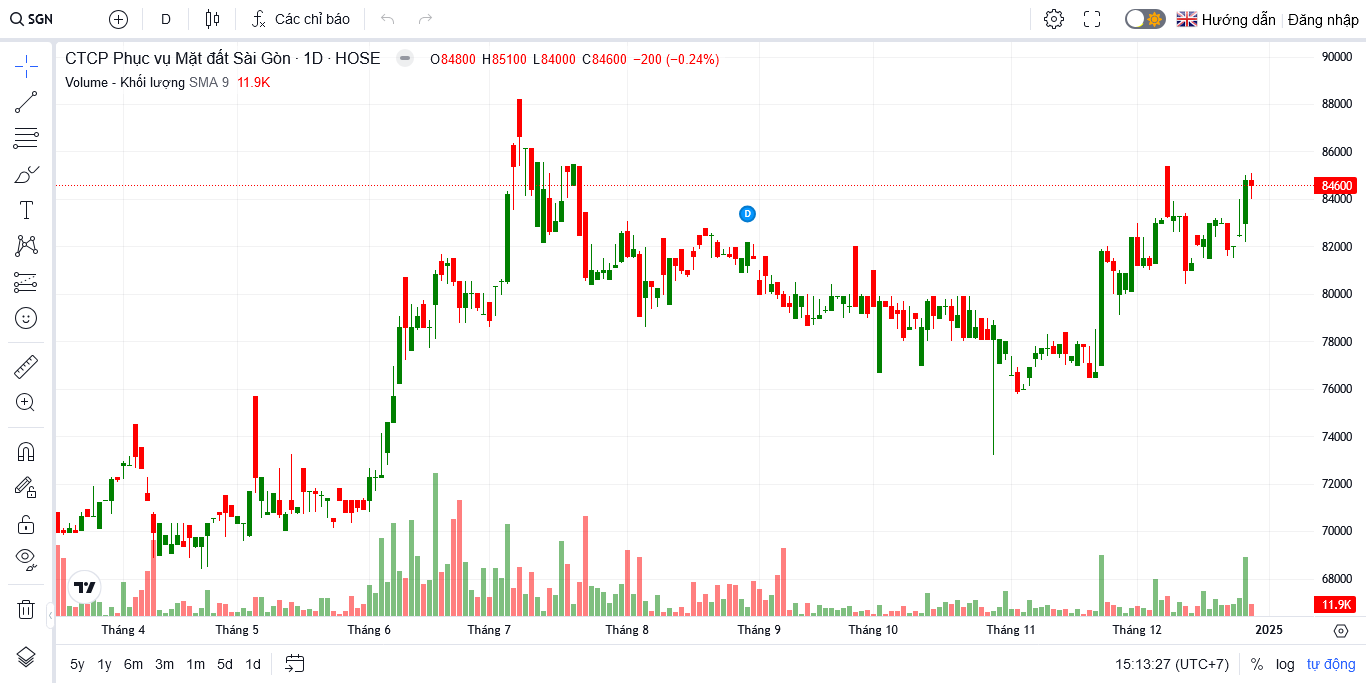 SGN D Các chỉ báo Hướng dẫn Đăng nhập
CTCP Phục vụ Mặt đất Sài Gòn · 1D · HOSE O84800 H85100 L84000 C84600 −200 (−0.24%)
Volume - Khối lượng SMA 9 11.9K
90000
88000
86000
84600
84000
82000
80000
78000
76000
74000
72000
70000
68000
11.9K
D
T
Tháng 4 Tháng 5 Tháng 6 Tháng 7 Tháng 8 Tháng 9 Tháng 10 Tháng 11 Tháng 12 2025
5y 1y 6m 3m 1m 5d 1d 15:13:27 (UTC+7) % log tự động